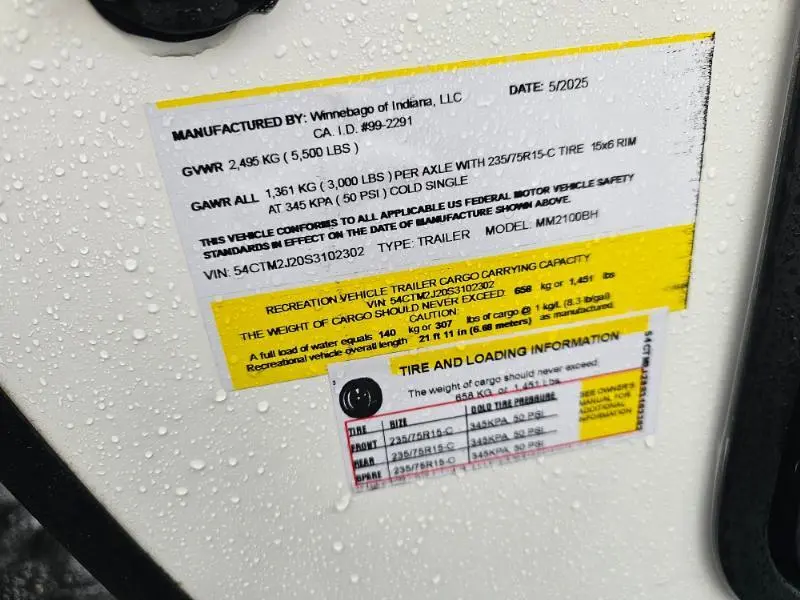 MANUFACTURED BY: Winnebago of Indiana, LLC DATE: 5/2025
CA. I.D. #99-2291
GVWR 2,495 KG ( 5,500 LBS )
GAWR ALL 1,361 KG ( 3,000 LBS ) PER AXLE WITH 235/75R15-C TIRE 15x6 RIM
AT 345 KPA ( 50 PSI ) COLD SINGLE
THIS VEHICLE CONFORMS TO ALL APPLICABLE US FEDERAL MOTOR VEHICLE SAFETY
STANDARDS IN EFFECT ON THE DATE OF MANUFACTURE SHOWN ABOVE.
VIN: 54CTM2J20S3102302 TYPE: TRAILER MODEL: MM2100BH
RECREATION VEHICLE TRAILER CARGO CARRYING CAPACITY
VIN: 54CTM2J20S3102302
THE WEIGHT OF CARGO SHOULD NEVER EXCEED: 658 kg or 1,451 lbs
CAUTION:
A full load of water equals 140 kg or 307 lbs of cargo @ 1 kg/l. (8.3 lb/gal)
Recreational vehicle overall length 21 ft 11 in (6.68 meters) as manufactured.
TIRE AND LOADING INFORMATION
The weight of cargo should never exceed:
658 KG or 1,451 Lbs
TIRE SIZE COLD TIRE PRESSURE
FRONT 235/75R15-C 345KPA, 50 PSI
REAR 235/75R15-C 345KPA, 50 PSI
SPARE 235/75R15-C 345KPA, 50 PSI
SEE OWNER'S
MANUAL FOR
ADDITIONAL
INFORMATION